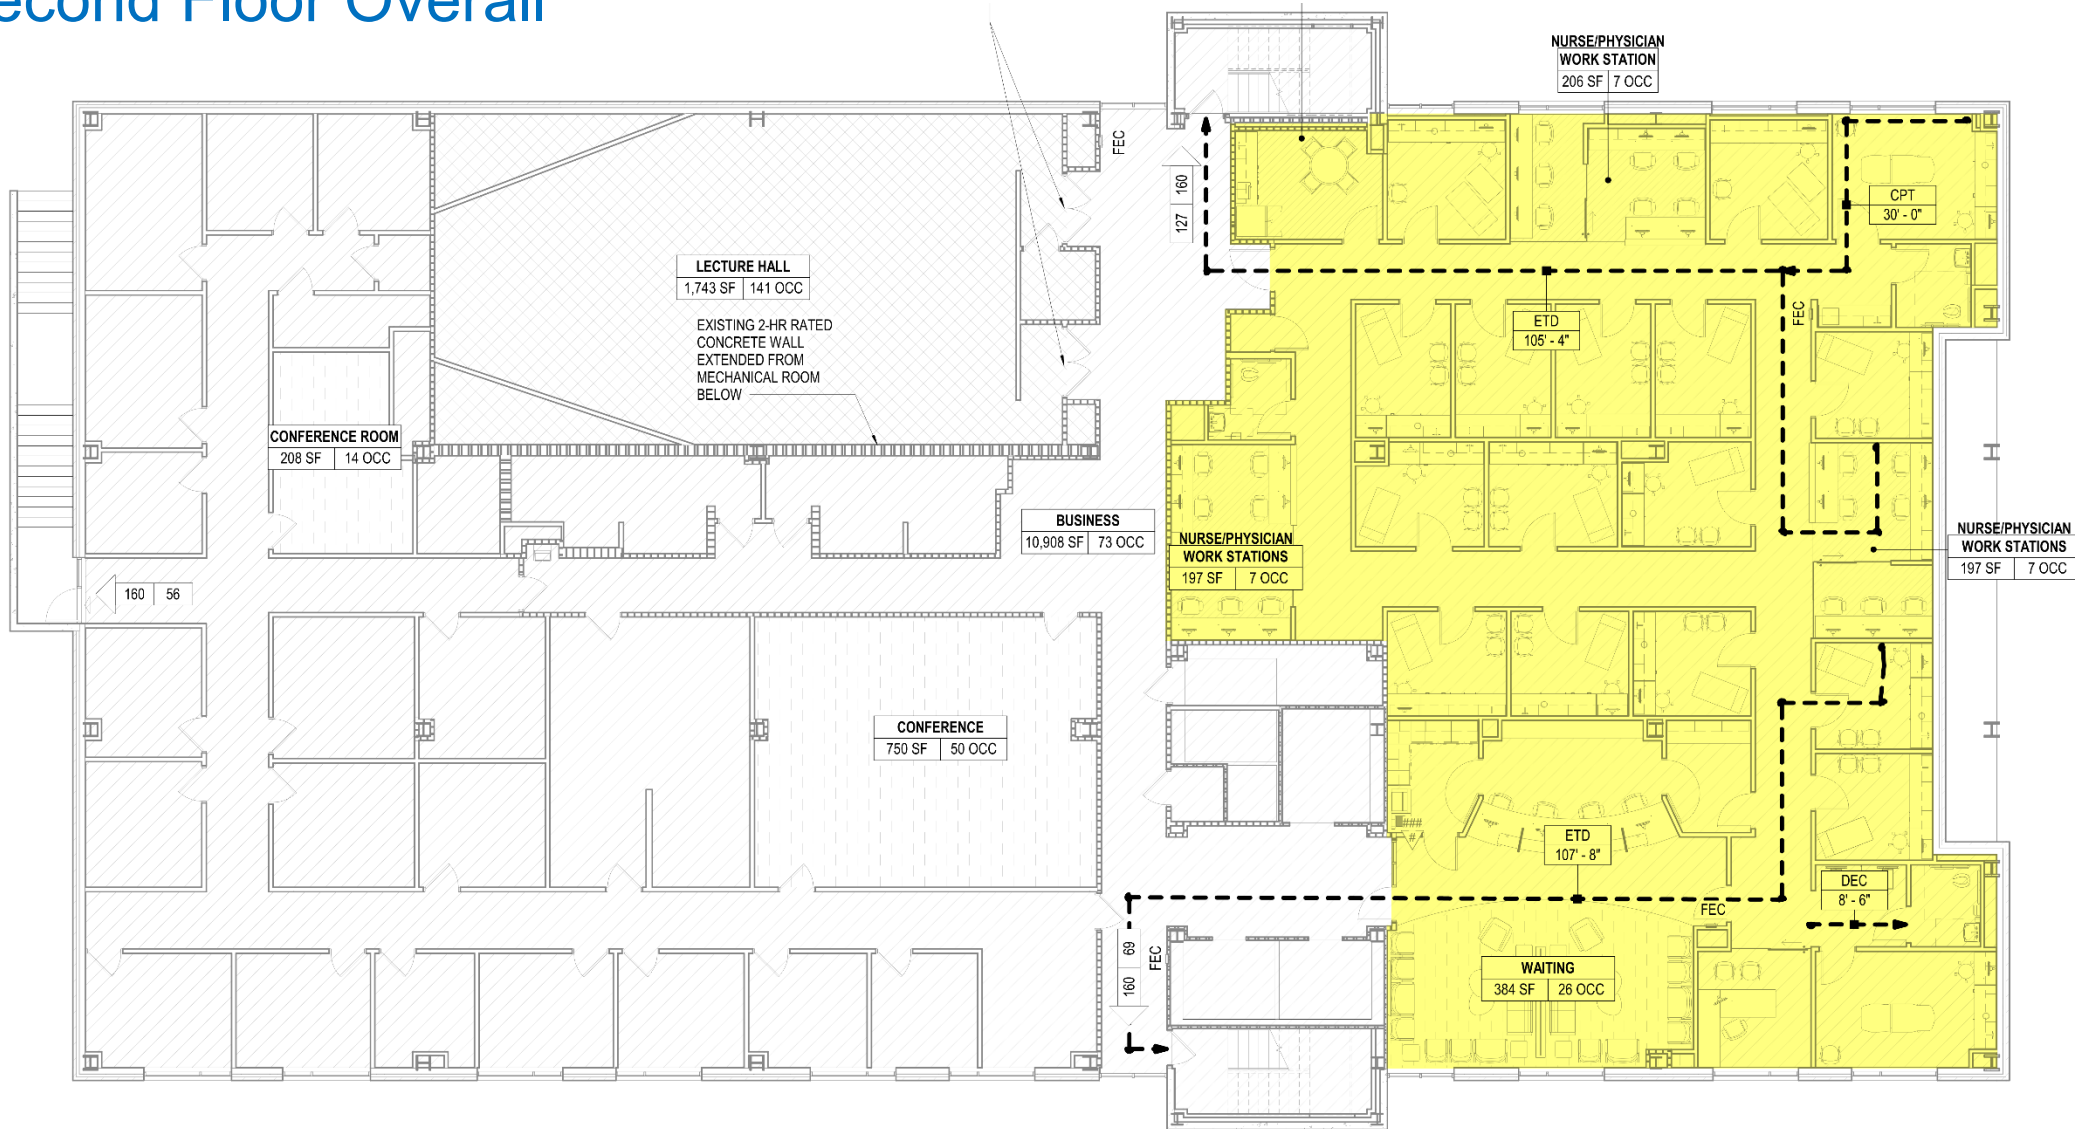 econd Floor Overall
NURSE/PHYSICIAN
WORK STATION
206 SF 7 OCC
FEC
160
127
CPT
30' - 0"
LECTURE HALL
1,743 SF 141 OCC
EXISTING 2-HR RATED
CONCRETE WALL
EXTENDED FROM
MECHANICAL ROOM
BELOW
ETD
105' - 4"
FEC
CONFERENCE ROOM
208 SF 14 OCC
BUSINESS
10,908 SF 73 OCC
NURSE/PHYSICIAN
WORK STATIONS
197 SF 7 OCC
NURSE/PHYSICIAN
WORK STATIONS
197 SF 7 OCC
160 56
CONFERENCE
750 SF 50 OCC
###
#
ETD
107' - 8"
DEC
8' - 6"
FEC
69
160
FEC
WAITING
384 SF 26 OCC